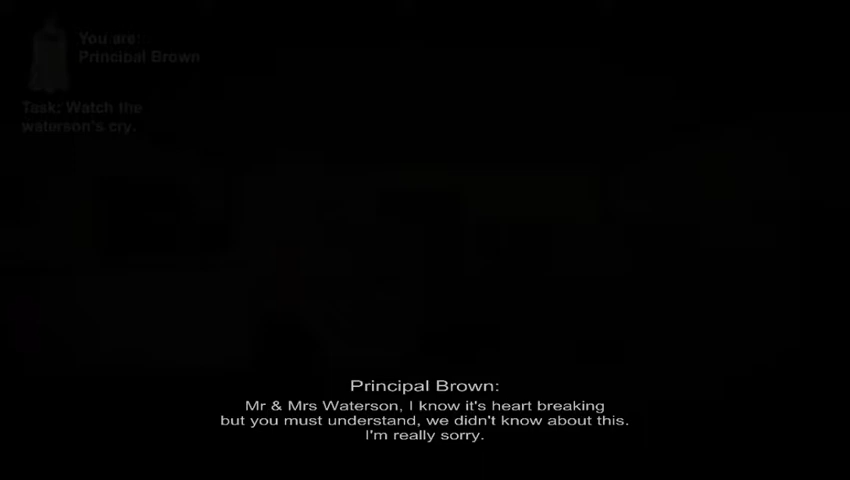 You are:
Principal Brown
Task: Watch the
waterson's cry.
Principal Brown:
Mr & Mrs Waterson, I know it's heart breaking
but you must understand, we didn't know about this.
I'm really sorry.